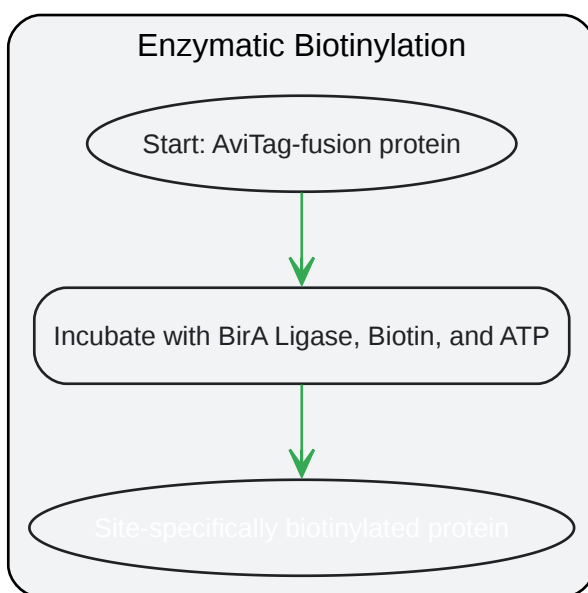 Enzymatic Biotinylation
Start: AviTag-fusion protein
Incubate with BirA Ligase, Biotin, and ATP
Site-specifically biotinylated protein